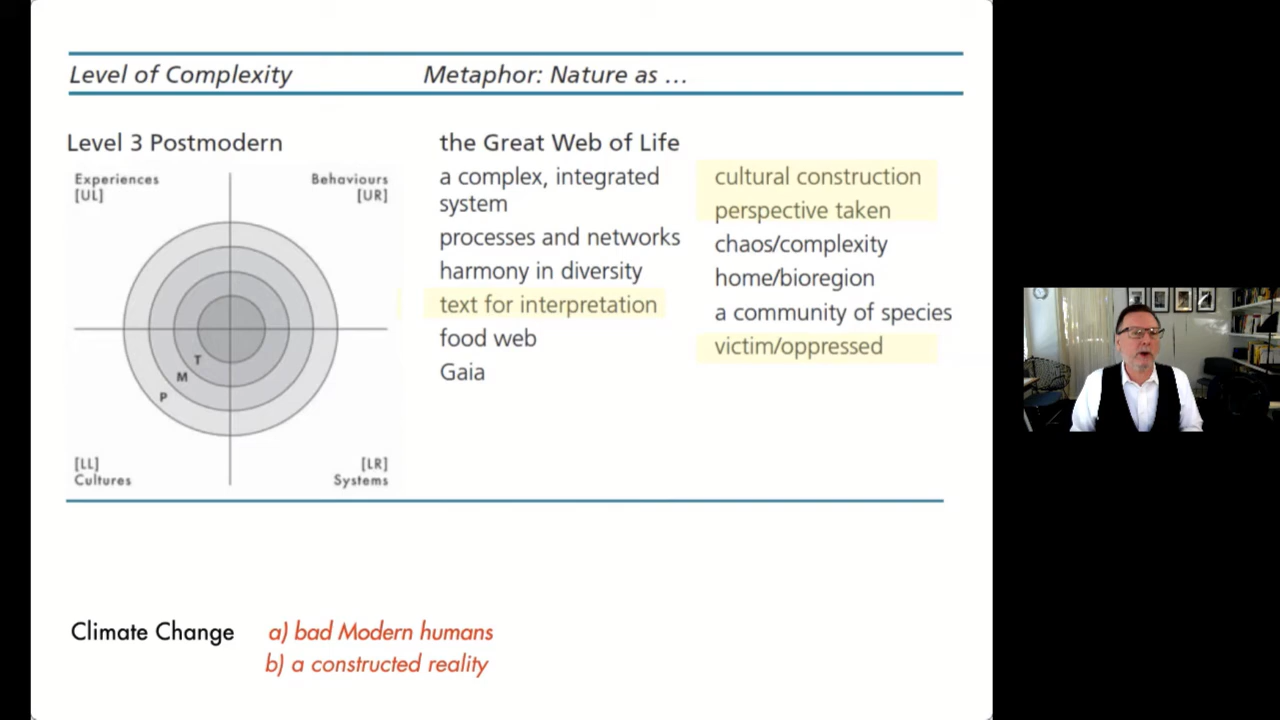 Level of Complexity
Metaphor: Nature as ...
Level 3 Postmodern
Experiences
[UL]
Behaviours
[UR]
T
M
P
[LL]
Cultures
[LR]
Systems
the Great Web of Life
a complex, integrated
system
processes and networks
harmony in diversity
text for interpretation
food web
Gaia
cultural construction
perspective taken
chaos/complexity
home/bioregion
a community of species
victim/oppressed
Climate Change
a) bad Modern humans
b) a constructed reality